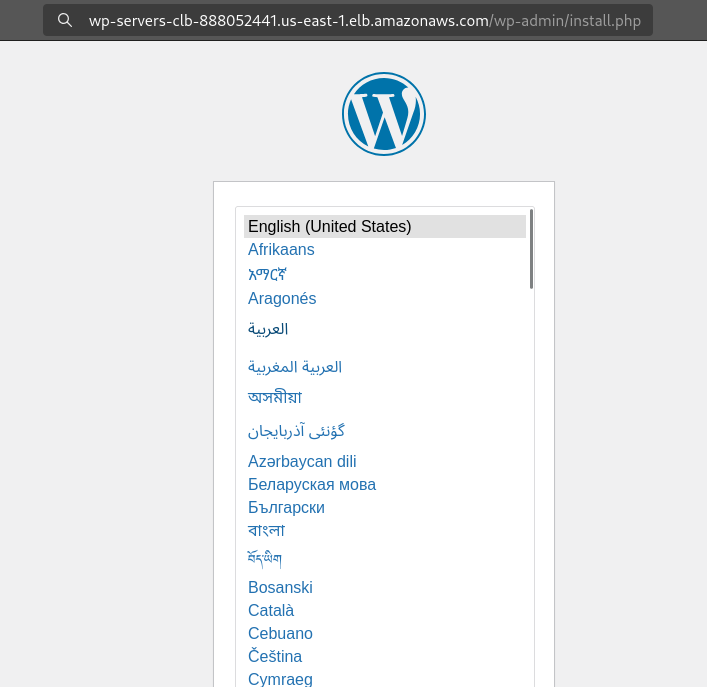 wp-servers-clb-888052441.us-east-1.elb.amazonaws.com/wp-admin/install.php
W
English (United States)
Afrikaans
አማርኛ
Aragonés
العربية
العربية المغربية
অসমীয়া
گؤنئی آذربایجان
Azərbaycan dili
Беларуская мова
Български
বাংলা
བོད་ཡིག
Bosanski
Català
Cebuano
Čeština
Cymraeg